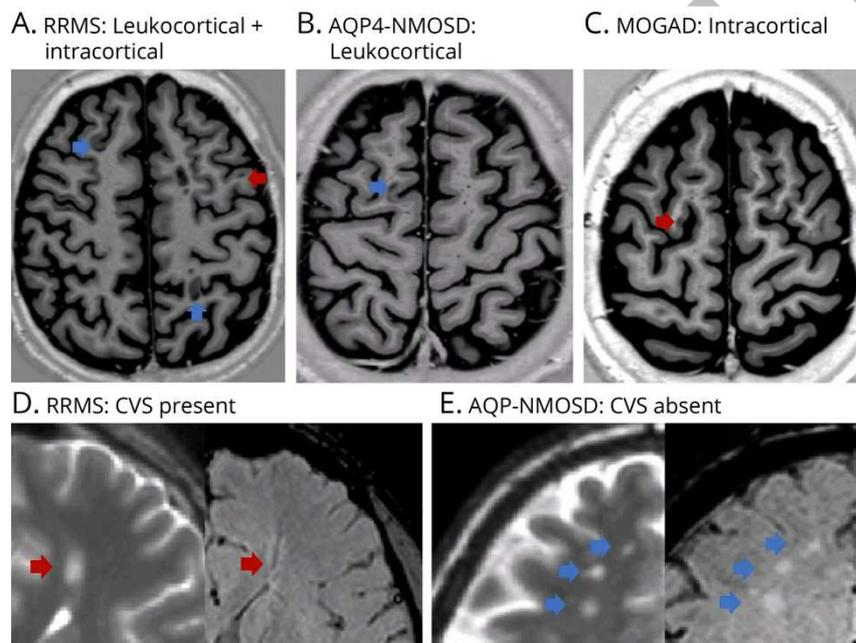 A. RRMS: Leukocortical +
intracortical
B. AQP4-NMOSD:
Leukocortical
C. MOGAD: Intracortical
D. RRMS: CVS present
E. AQP-NMOSD: CVS absent